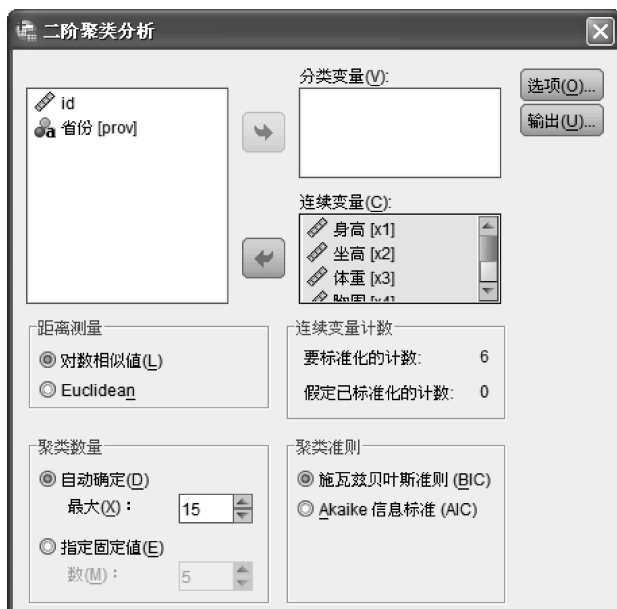 二阶聚类分析
id
省份 [prov]
分类变量(V):
选项(O)...
输出(U)...
连续变量(C):
身高 [x1]
坐高 [x2]
体重 [x3]
胸围 [x4]
距离测量
对数相似值(L)
Euclidean
连续变量计数
要标准化的计数: 6
假定已标准化的计数: 0
聚类数量
自动确定(D)
最大(X)： 15
指定固定值(E)
数(M)： 5
聚类准则
施瓦兹贝叶斯准则 (BIC)
Akaike 信息标准 (AIC)